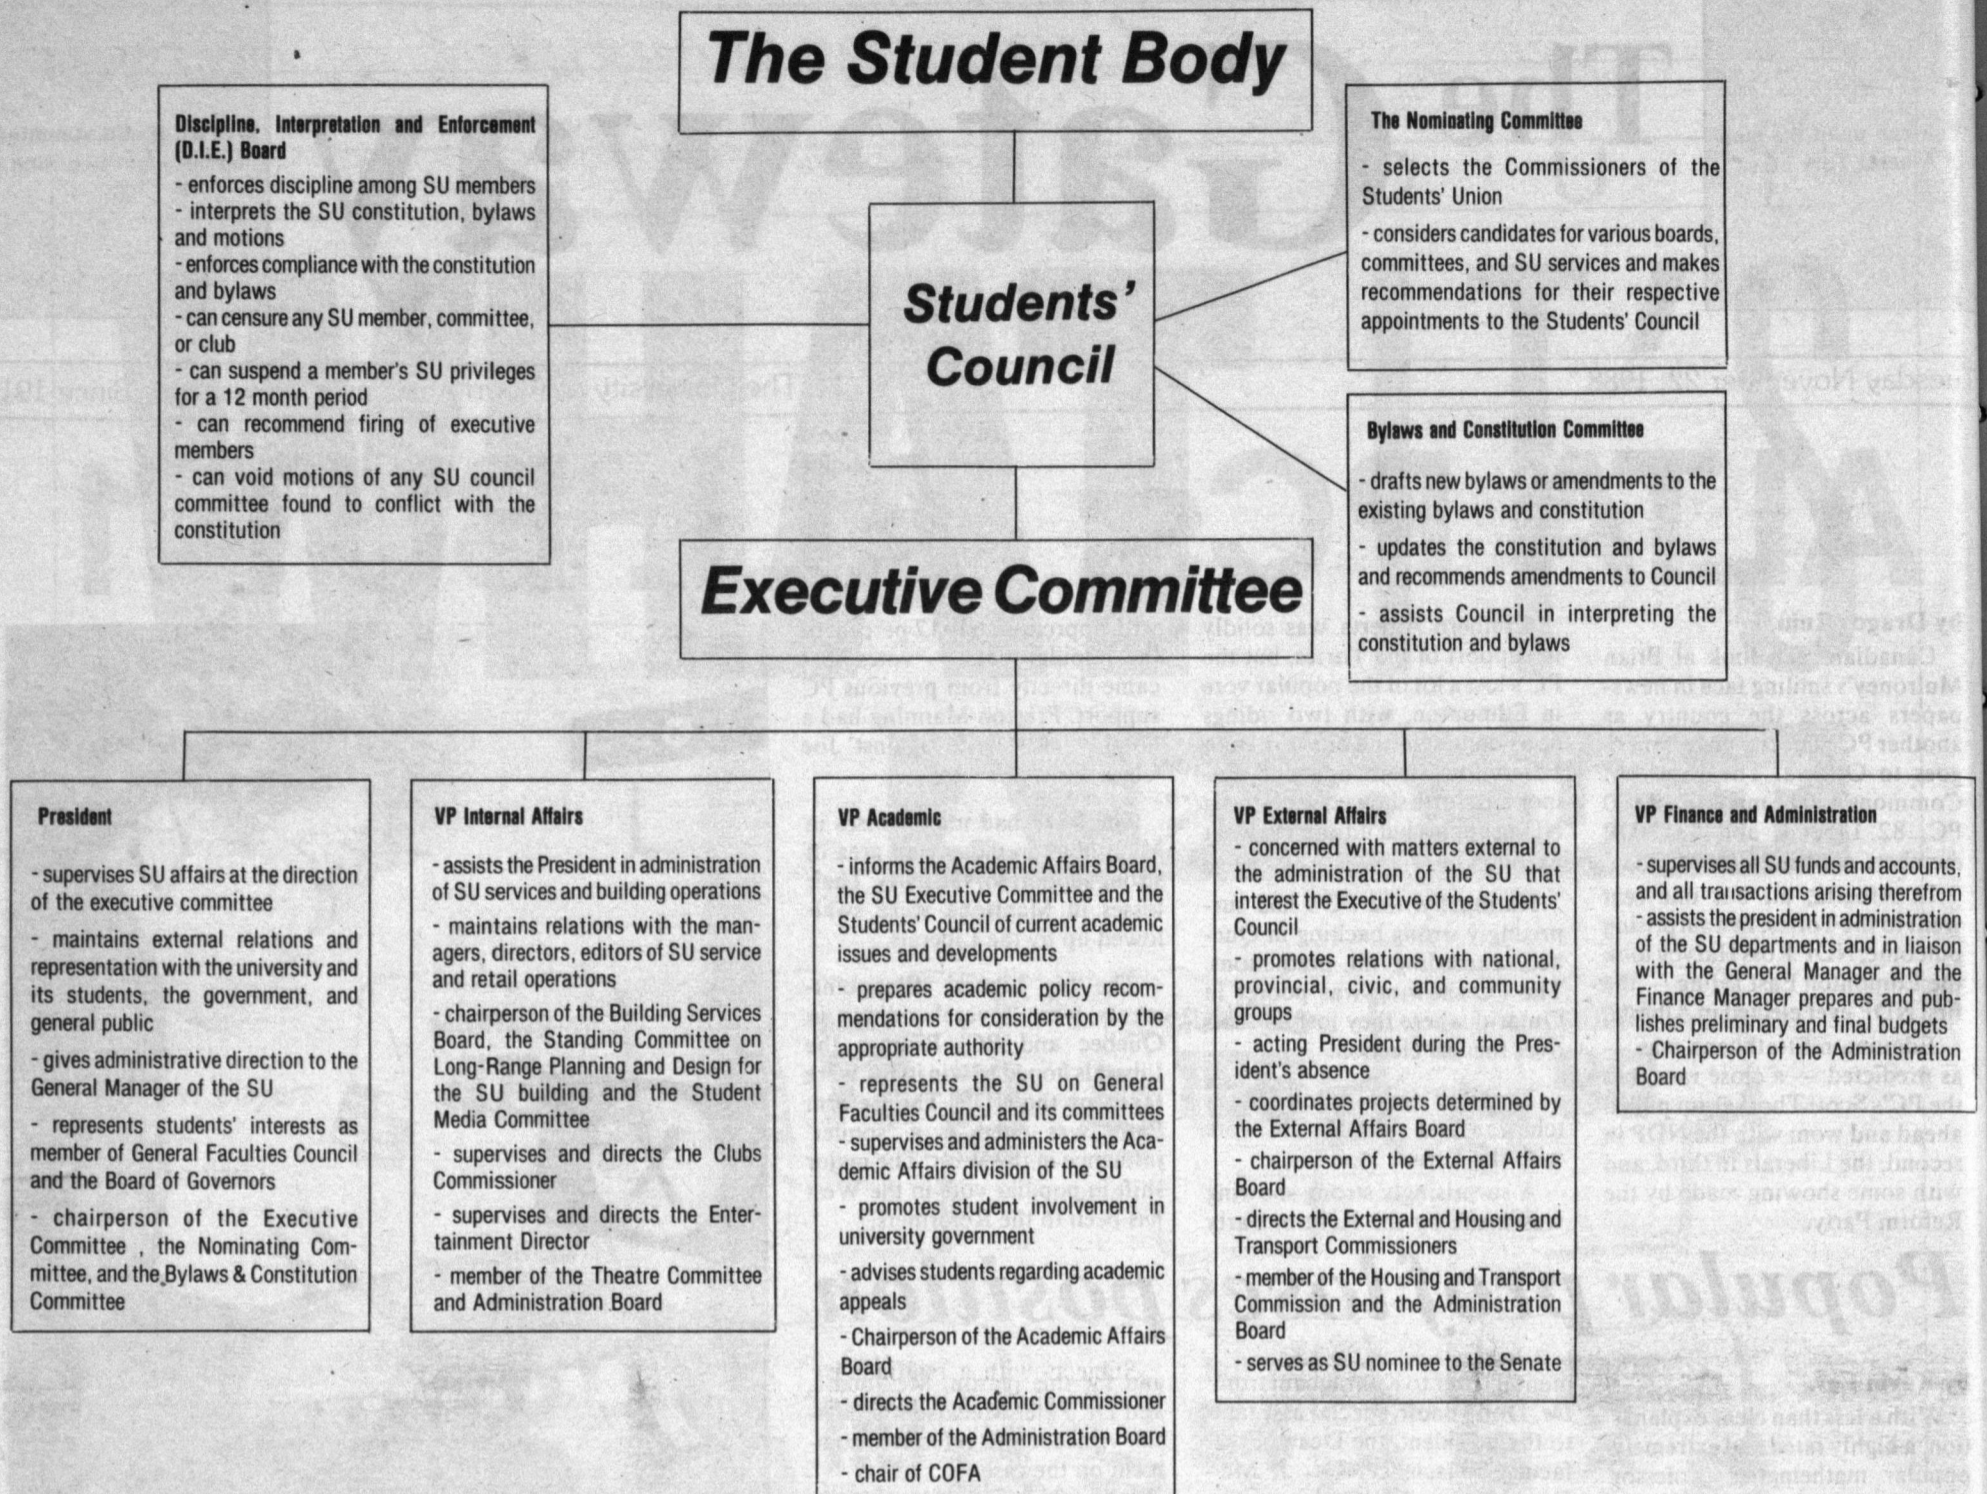 The Student Body
Discipline, Interpretation and Enforcement
(D.I.E.) Board
- enforces discipline among SU members
- interprets the SU constitution, bylaws
and motions
- enforces compliance with the constitution
and bylaws
- can censure any SU member, committee,
or club
- can suspend a member's SU privileges
for a 12 month period
- can recommend firing of executive
members
- can void motions of any SU council
committee found to conflict with the
constitution
Students'
Council
The Nominating Committee
- selects the Commissioners of the
Students' Union
- considers candidates for various boards,
committees, and SU services and makes
recommendations for their respective
appointments to the Students' Council
Bylaws and Constitution Committee
- drafts new bylaws or amendments to the
existing bylaws and constitution
- updates the constitution and bylaws
and recommends amendments to Council
- assists Council in interpreting the
constitution and bylaws
Executive Committee
President
- supervises SU affairs at the direction
of the executive committee
- maintains external relations and
representation with the university and
its students, the government, and
general public
- gives administrative direction to the
General Manager of the SU
- represents students' interests as
member of General Faculties Council
and the Board of Governors
- chairperson of the Executive
Committee , the Nominating Com-
mittee, and the Bylaws & Constitution
Committee
VP Internal Affairs
- assists the President in administration
of SU services and building operations
- maintains relations with the man-
agers, directors, editors of SU service
and retail operations
- chairperson of the Building Services
Board, the Standing Committee on
Long-Range Planning and Design for
the SU building and the Student
Media Committee
- supervises and directs the Clubs
Commissioner
- supervises and directs the Enter-
tainment Director
- member of the Theatre Committee
and Administration Board
VP Academic
- informs the Academic Affairs Board,
the SU Executive Committee and the
Students' Council of current academic
issues and developments
- prepares academic policy recom-
mendations for consideration by the
appropriate authority
- represents the SU on General
Faculties Council and its committees
- supervises and administers the Aca-
demic Affairs division of the SU
- promotes student involvement in
university government
- advises students regarding academic
appeals
- Chairperson of the Academic Affairs
Board
- directs the Academic Commissioner
- member of the Administration Board
- chair of COFA
VP External Affairs
- concerned with matters external to
the administration of the SU that
interest the Executive of the Students'
Council
- promotes relations with national,
provincial, civic, and community
groups
- acting President during the Pres-
ident's absence
- coordinates projects determined by
the External Affairs Board
- chairperson of the External Affairs
Board
- directs the External and Housing and
Transport Commissioners
- member of the Housing and Transport
Commission and the Administration
Board
- serves as SU nominee to the Senate
VP Finance and Administration
- supervises all SU funds and accounts,
and all transactions arising therefrom
- assists the president in administration
of the SU departments and in liaison
with the General Manager and the
Finance Manager prepares and pub-
lishes preliminary and final budgets
- Chairperson of the Administration
Board